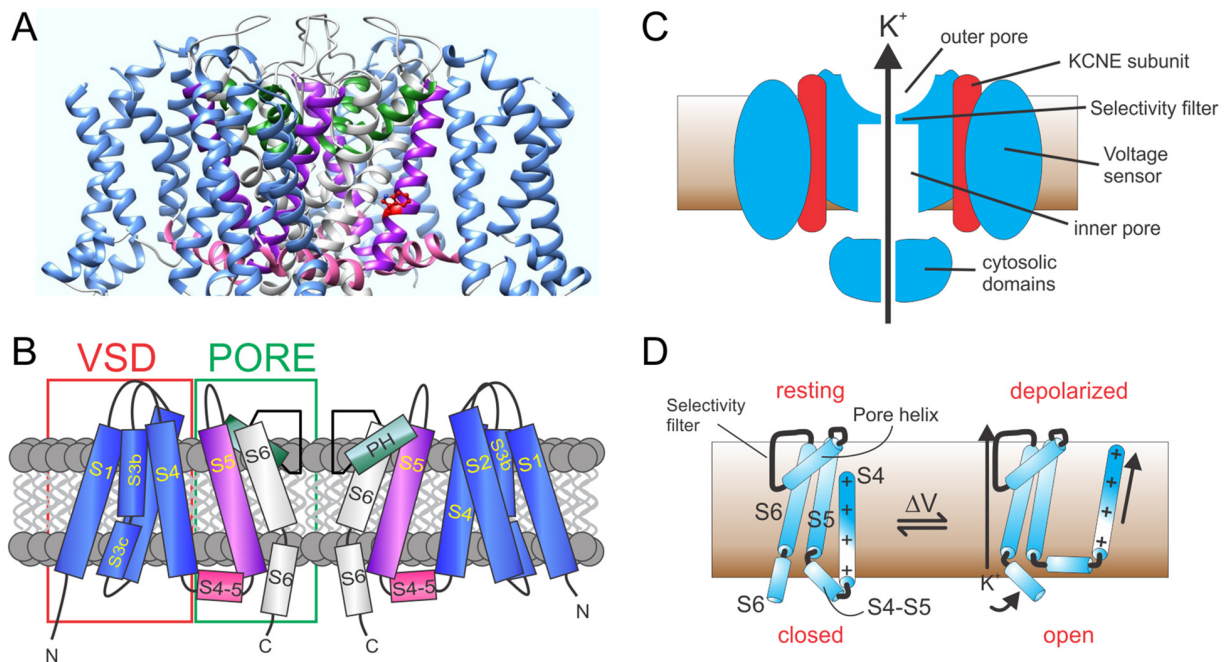 A
B
VSD
PORE
S1
S3b
S3c
S4
S5
S6
S6
S4-5
PH
S6
S6
S5
S4-5
S2
S4
S3b
S1
N
C
C
N
C
K+
outer pore
KCNE subunit
Selectivity filter
Voltage
sensor
inner pore
cytosolic
domains
D
resting
depolarized
Selectivity
filter
Pore helix
S4
S6
S5
ΔV
K+
S6
S4-S5
closed
open
+
+
+
+
+
+
+
+